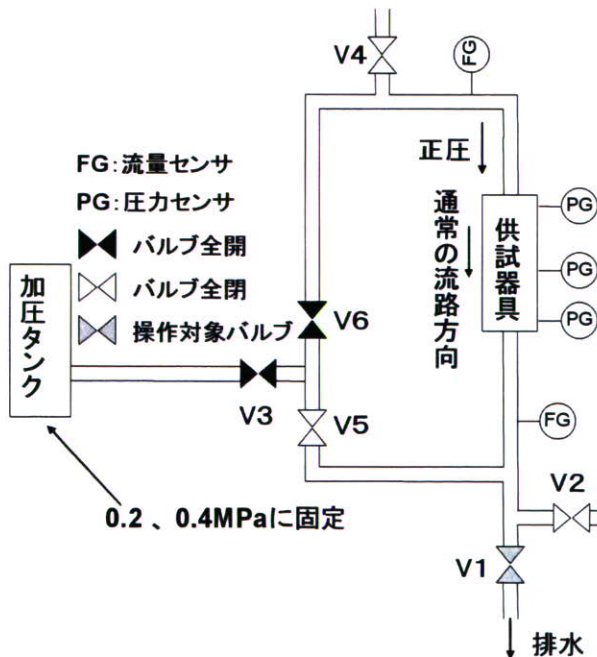 V4
FG
正圧
通常の流路方向
供試器具
PG
PG
PG
FG:流量センサ
PG:圧力センサ
バルブ全開
バルブ全閉
操作対象バルブ
加圧タンク
V6
V3
V5
FG
V2
0.2 、0.4MPaに固定
V1
排水